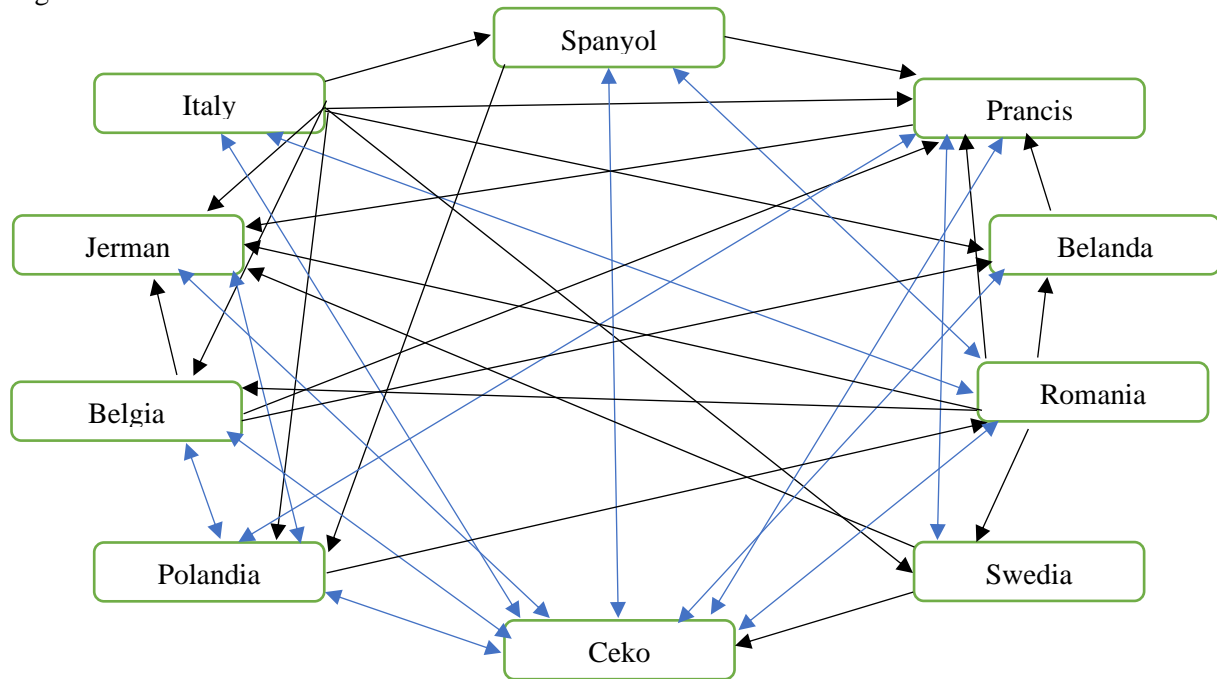 Spanyol
Italy
Prancis
Jerman
Belanda
Belgia
Romania
Polandia
Swedia
Ceko